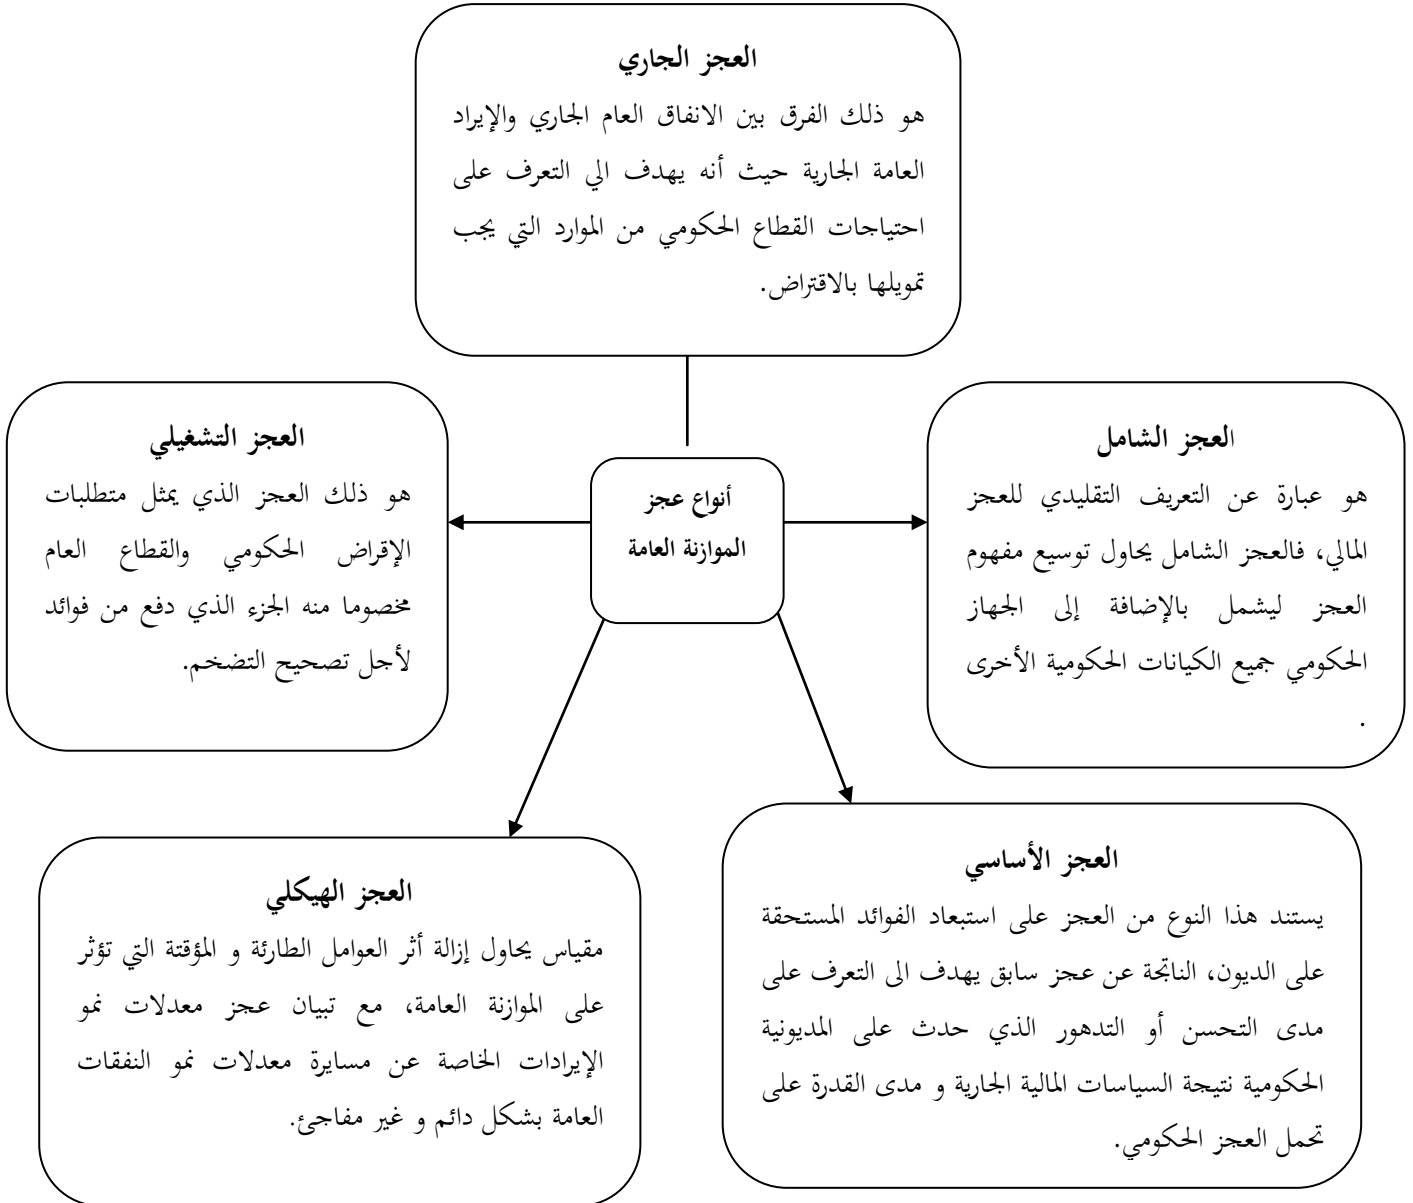 العجز الجاري
هو ذلك الفرق بين الانفاق العام الجاري والإيراد
العامة الجارية حيث أنه يهدف الي التعرف على
احتياجات القطاع الحكومي من الموارد التي يجب
تمويلها بالاقتراض.
العجز الشامل
هو عبارة عن التعريف التقليدي للعجز
المالي، فالعجز الشامل يحاول توسيع مفهوم
العجز ليشمل بالإضافة إلى الجهاز
الحكومي جميع الكيانات الحكومية الأخرى
.
أنواع عجز
الموازنة العامة
العجز التشغيلي
هو ذلك العجز الذي يمثل متطلبات
الإقراض الحكومي والقطاع العام
مخصوما منه الجزء الذي دفع من فوائد
لأجل تصحيح التضخم.
العجز الأساسي
يستند هذا النوع من العجز على استبعاد الفوائد المستحقة
على الديون، الناتجة عن عجز سابق يهدف الى التعرف على
مدى التحسن أو التدهور الذي حدث على المديونية
الحكومية نتيجة السياسات المالية الجارية و مدى القدرة على
تحمل العجز الحكومي.
العجز الهيكلي
مقياس يحاول إزالة أثر العوامل الطارئة و المؤقتة التي تؤثر
على الموازنة العامة، مع تبيان عجز معدلات نمو
الإيرادات الخاصة عن مسايرة معدلات نمو النفقات
العامة بشكل دائم و غير مفاجئ.